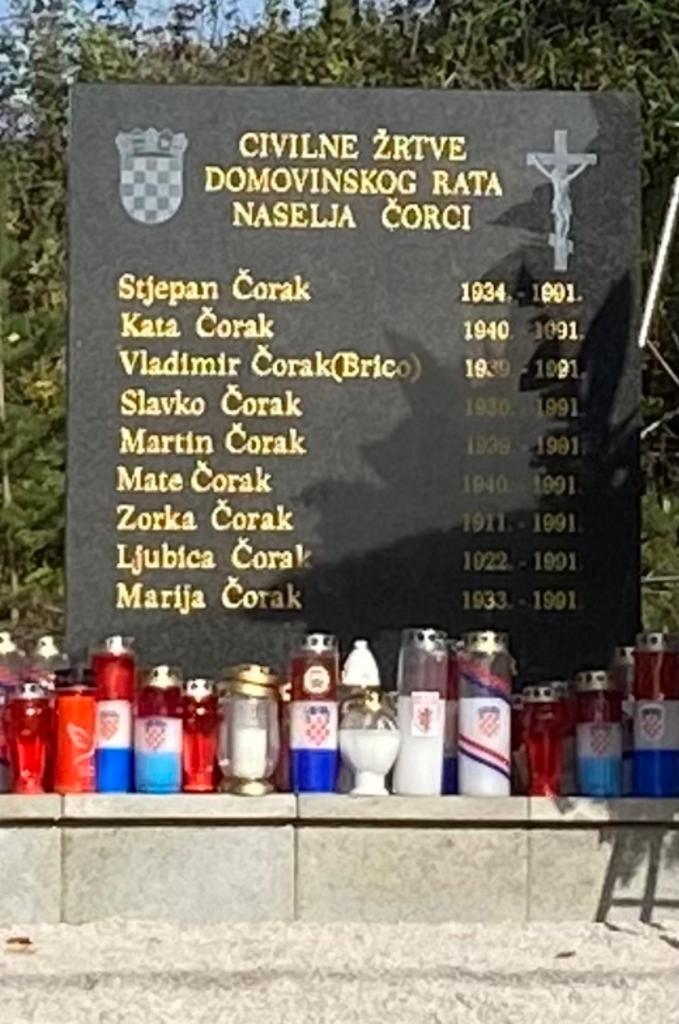 CIVILNE ŽRTVE
DOMOVINSKOG RATA
NASELJA ČORCI
Stjepan Čorak 1934. - 1991.
Kata Čorak 1940. - 1991.
Vladimir Čorak(Brico) 1939. - 1991.
Slavko Čorak 1930. - 1991.
Martin Čorak 1939. - 1991.
Mate Čorak 1940. - 1991.
Zorka Čorak 1911. - 1991.
Ljubica Čorak 1922. - 1991.
Marija Čorak 1933. - 1991.